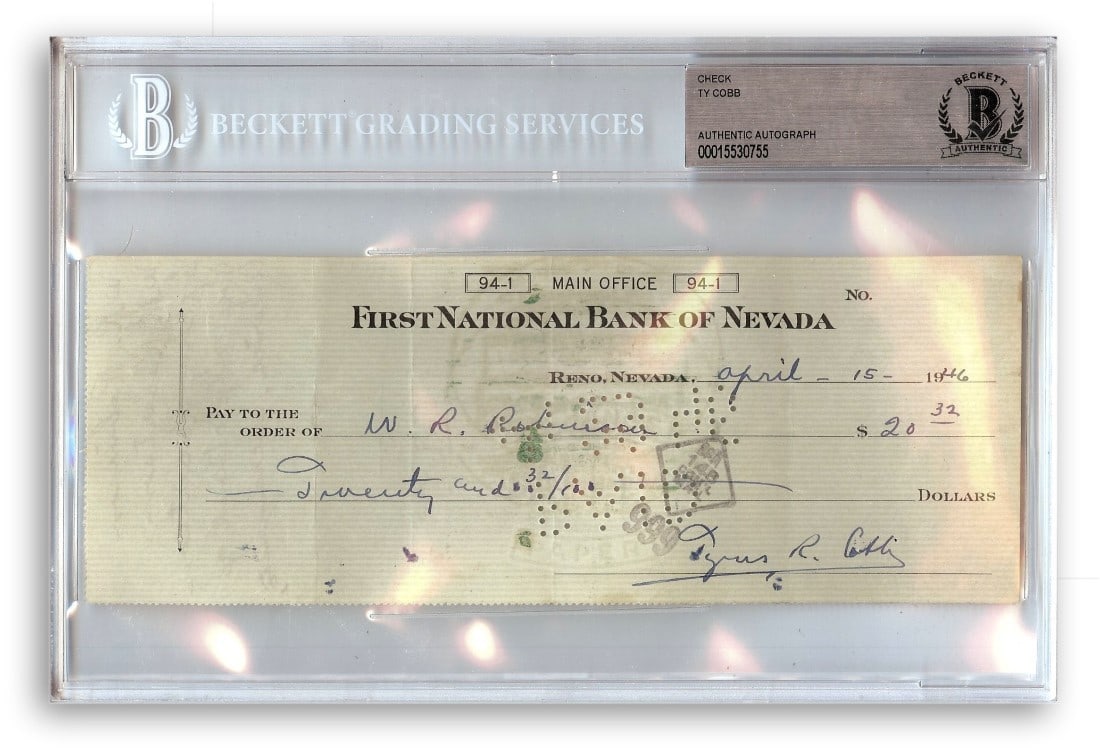 B BECKETT GRADING SERVICES
CHECK
TY COBB
AUTHENTIC AUTOGRAPH
00015530755
BECKETT
B
AUTHENTIC
94-1 MAIN OFFICE 94-1
NO.
FIRST NATIONAL BANK OF NEVADA
RENO, NEVADA, april - 15 - 1946
PAY TO THE
ORDER OF W. R. Robinson $ 20 32
Twenty and 32/100 DOLLARS
999
Tyrus R. Cobb